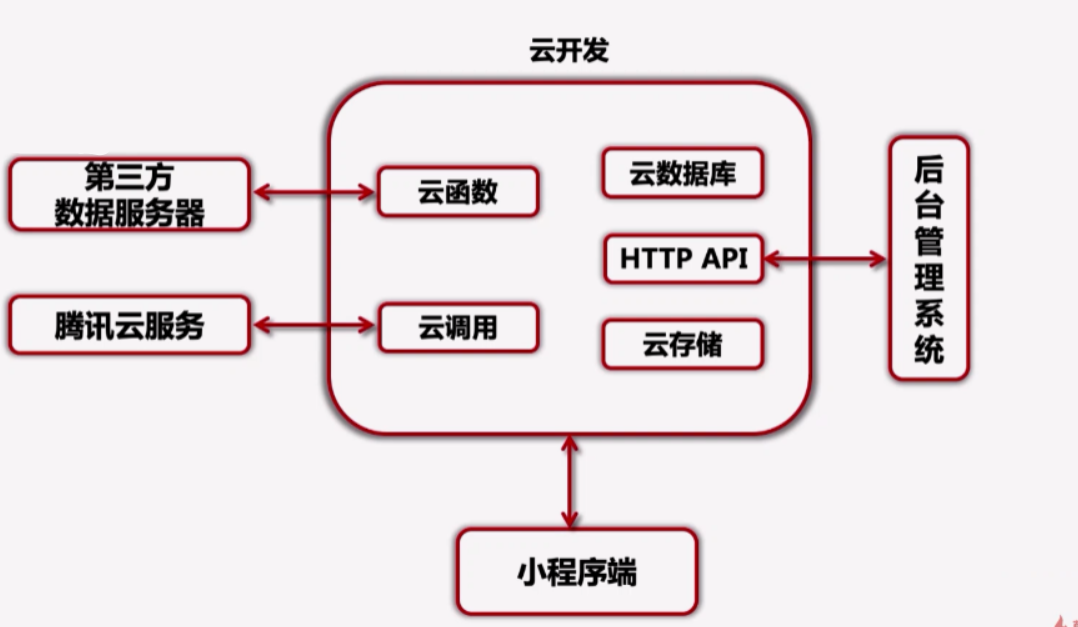 云开发
第三方
数据服务器
云函数
云数据库
HTTP API
后台管理系统
腾讯云服务
云调用
云存储
小程序端